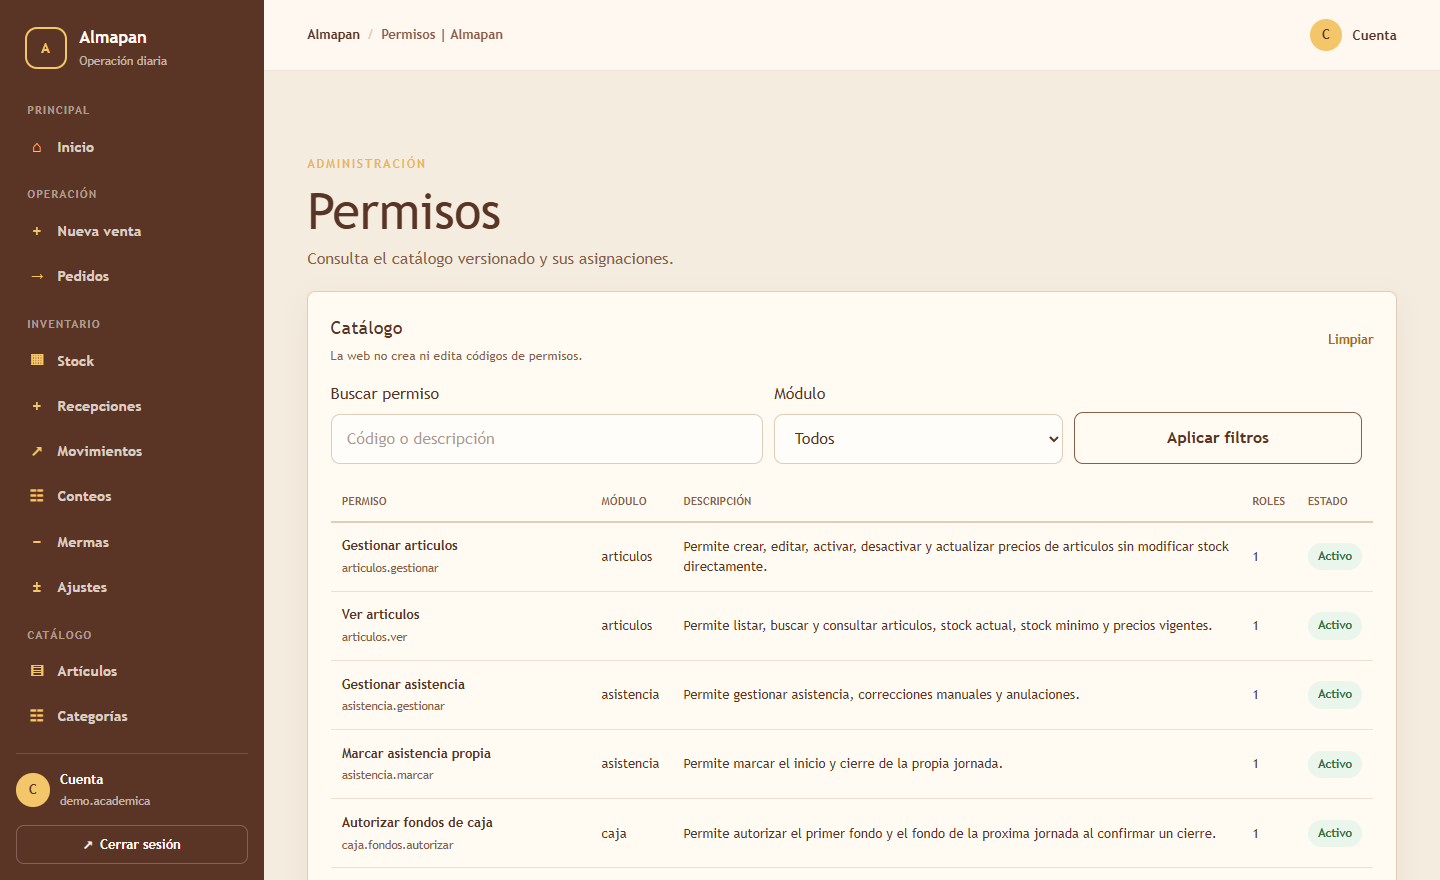 A
Almapan
Operación diaria
PRINCIPAL
Inicio
OPERACIÓN
+ Nueva venta
→ Pedidos
INVENTARIO
Stock
+ Recepciones
↗ Movimientos
Conteos
− Mermas
± Ajustes
CATÁLOGO
Artículos
Categorías
C
Cuenta
demo.academica
↗ Cerrar sesión
Almapan / Permisos | Almapan
C Cuenta
ADMINISTRACIÓN
Permisos
Consulta el catálogo versionado y sus asignaciones.
Catálogo
La web no crea ni edita códigos de permisos.
Limpiar
Buscar permiso Módulo
Código o descripción Todos Aplicar filtros
PERMISO MÓDULO DESCRIPCIÓN ROLES ESTADO
Gestionar articulos
articulos.gestionar
articulos
Permite crear, editar, activar, desactivar y actualizar precios de articulos sin modificar stock
directamente.
1 Activo
Ver articulos
articulos.ver
articulos
Permite listar, buscar y consultar articulos, stock actual, stock minimo y precios vigentes.
1 Activo
Gestionar asistencia
asistencia.gestionar
asistencia
Permite gestionar asistencia, correcciones manuales y anulaciones.
1 Activo
Marcar asistencia propia
asistencia.marcar
asistencia
Permite marcar el inicio y cierre de la propia jornada.
1 Activo
Autorizar fondos de caja
caja.fondos.autorizar
caja
Permite autorizar el primer fondo y el fondo de la proxima jornada al confirmar un cierre.
1 Activo